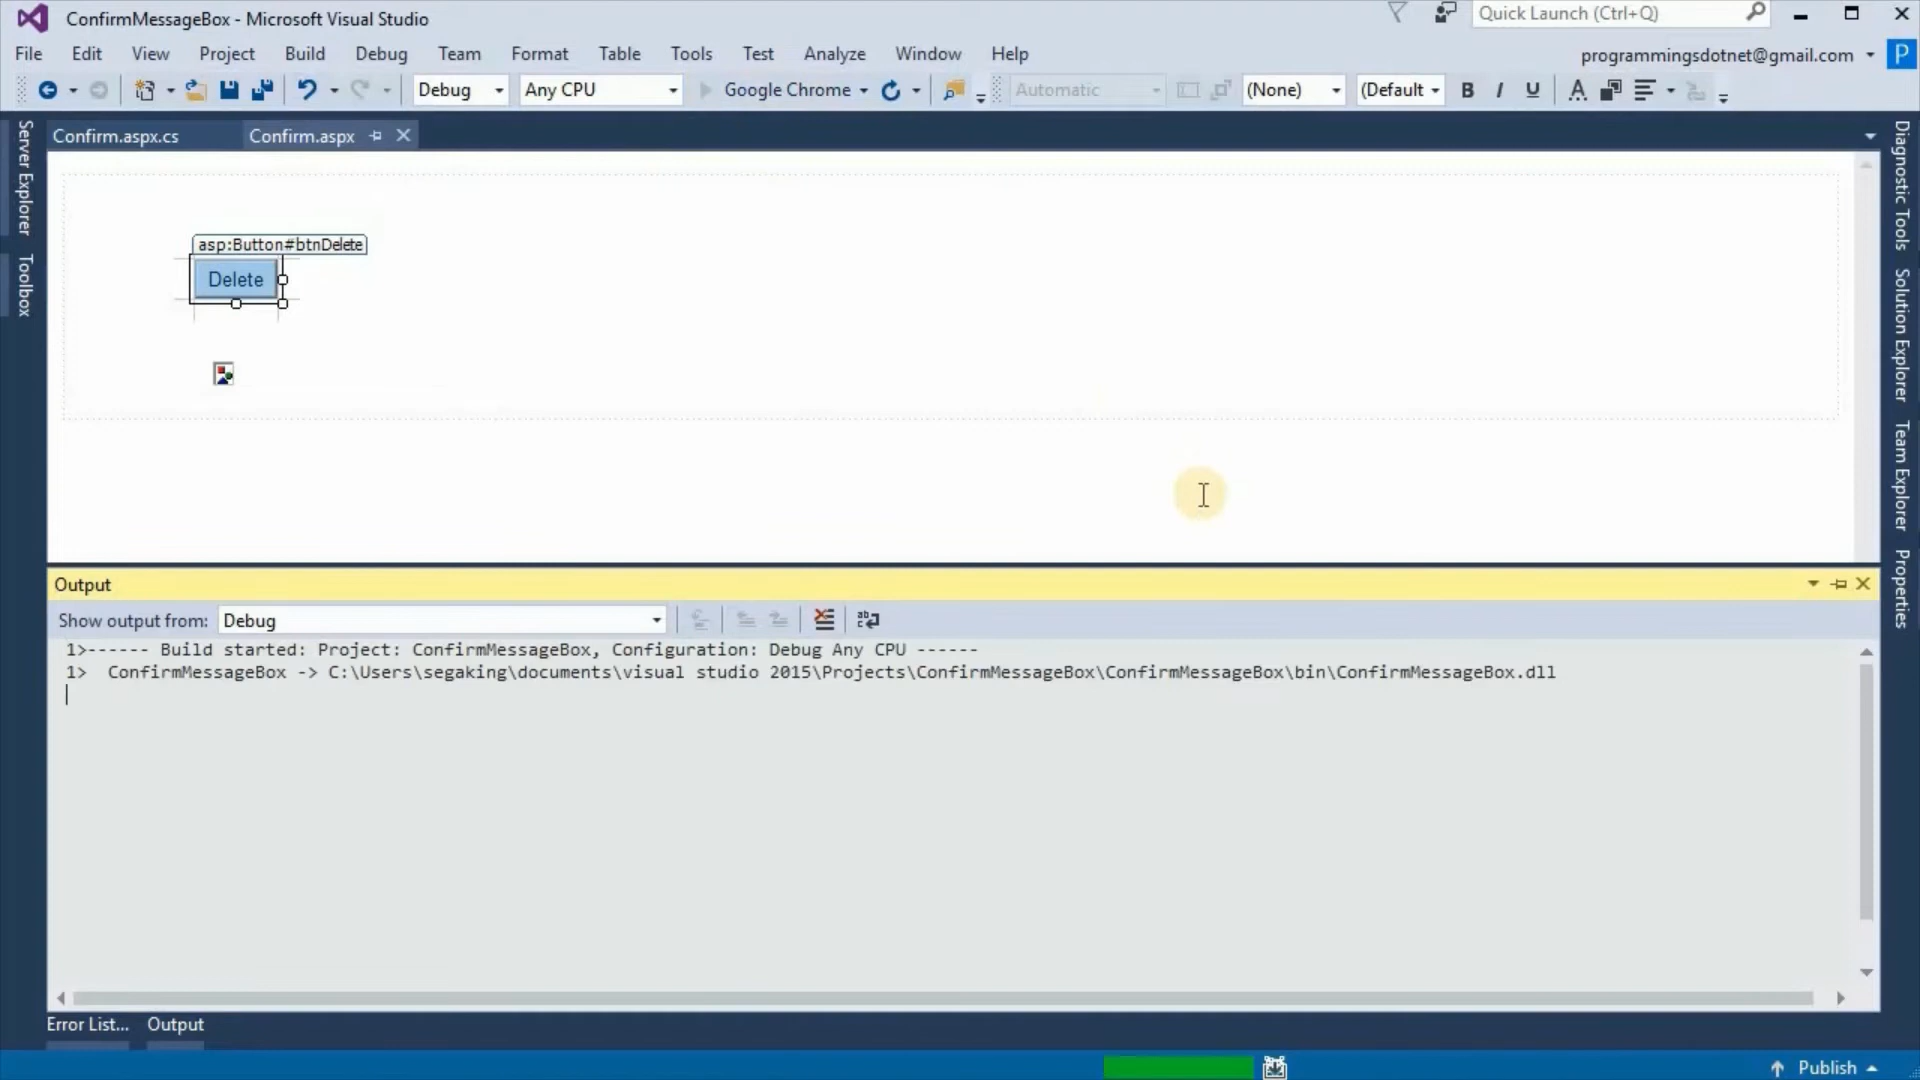 ConfirmMessageBox - Microsoft Visual Studio
Quick Launch (Ctrl+Q)
File Edit View Project Build Debug Team Format Table Tools Test Analyze Window Help
programmingsdotnet@gmail.com
P
Debug Any CPU Google Chrome Automatic (None) (Default B I U A
Server Explorer
Toolbox
Confirm.aspx.cs Confirm.aspx
asp:Button#btnDelete
Delete
Diagnostic Tools
Solution Explorer
Team Explorer
Properties
Output
Show output from: Debug
1>------ Build started: Project: ConfirmMessageBox, Configuration: Debug Any CPU ------
1>  ConfirmMessageBox -> C:\Users\segaking\documents\visual studio 2015\Projects\ConfirmMessageBox\ConfirmMessageBox\bin\ConfirmMessageBox.dll
Error List... Output
Publish